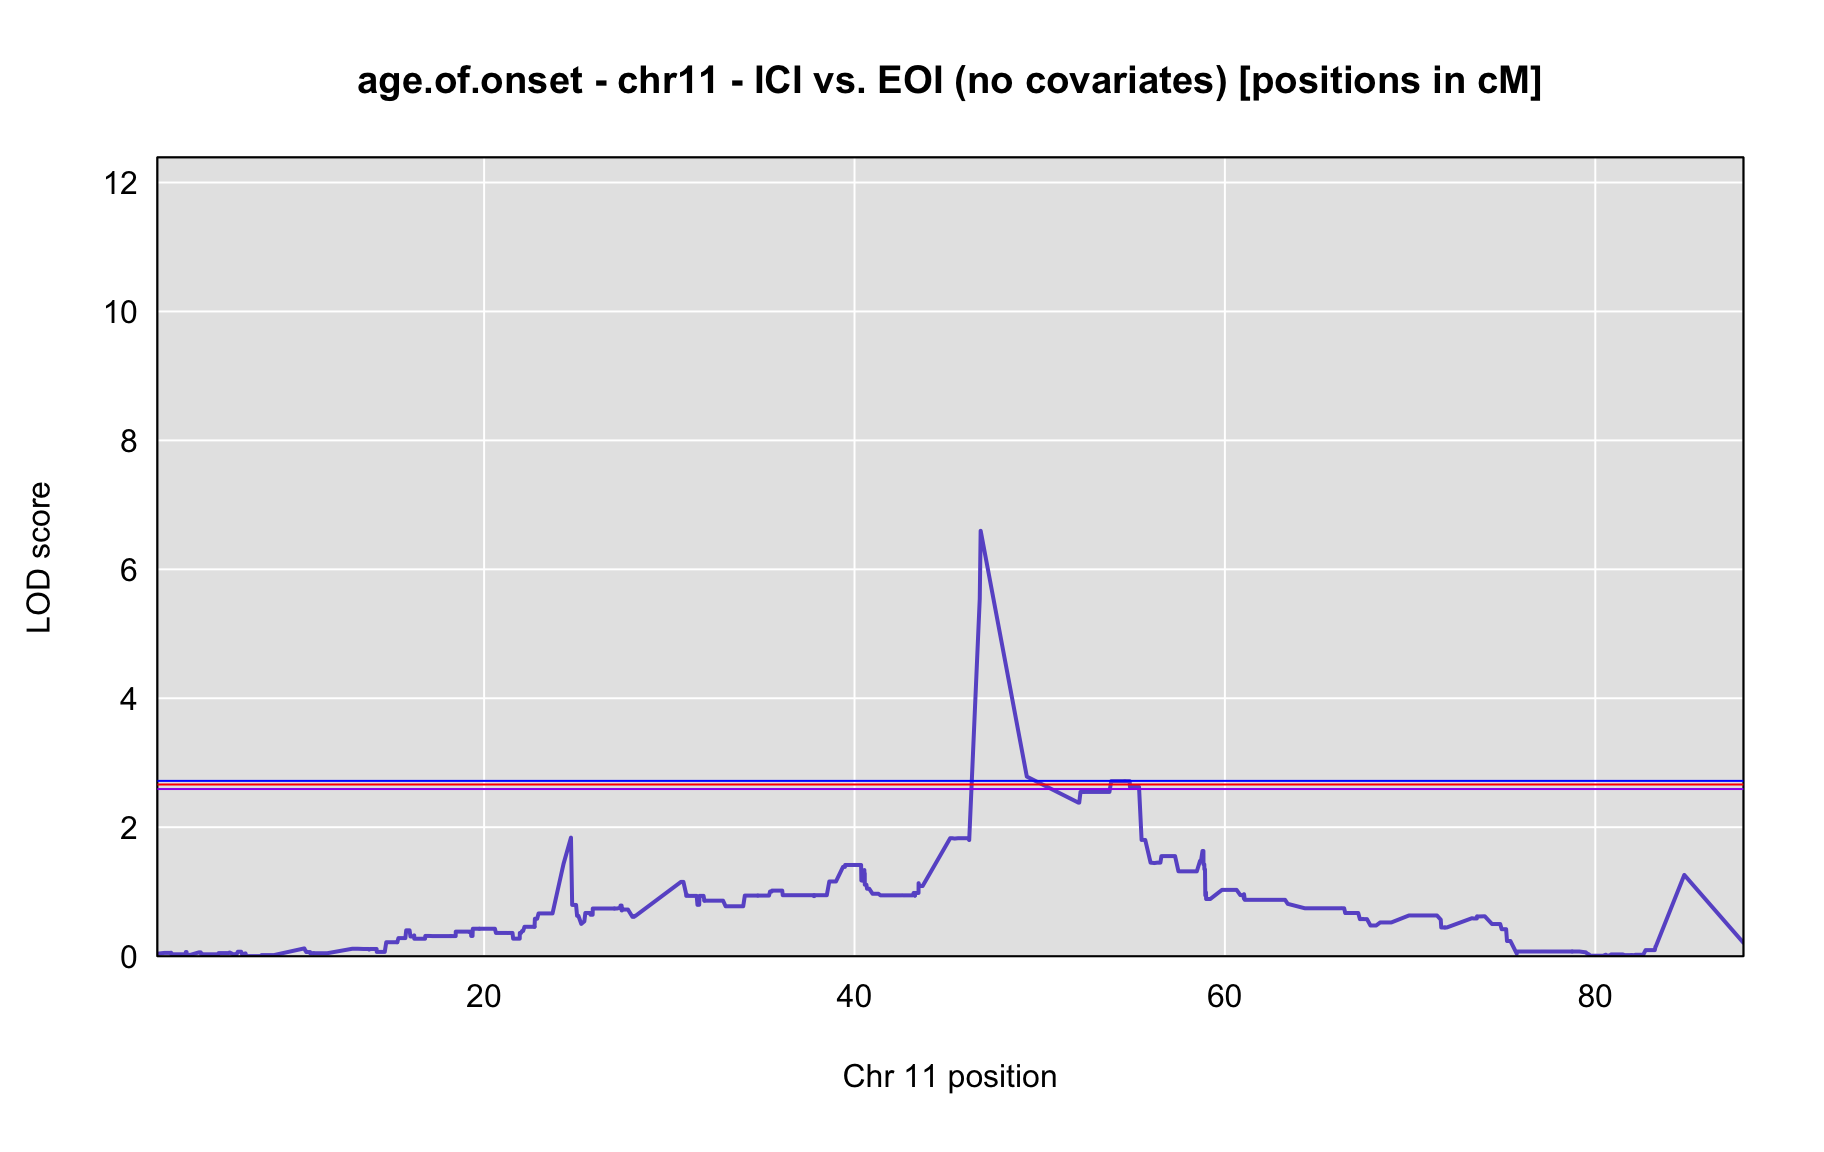 age.of.onset - chr11 - ICI vs. EOI (no covariates) [positions in cM]
12
10
8
6
4
2
0
LOD score
20 40 60 80
Chr 11 position